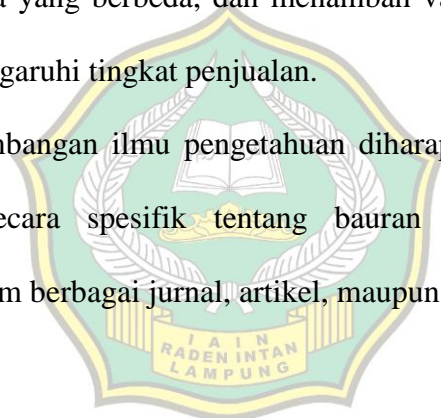 yang berbeda, dan menambah
garuhi tingkat penjualan.
mbangan ilmu pengetahuan
ecara spesifik tentang bauran
m berbagai jurnal, artikel, maupun
I A I N
RADEN INTAN
LAMPUNG